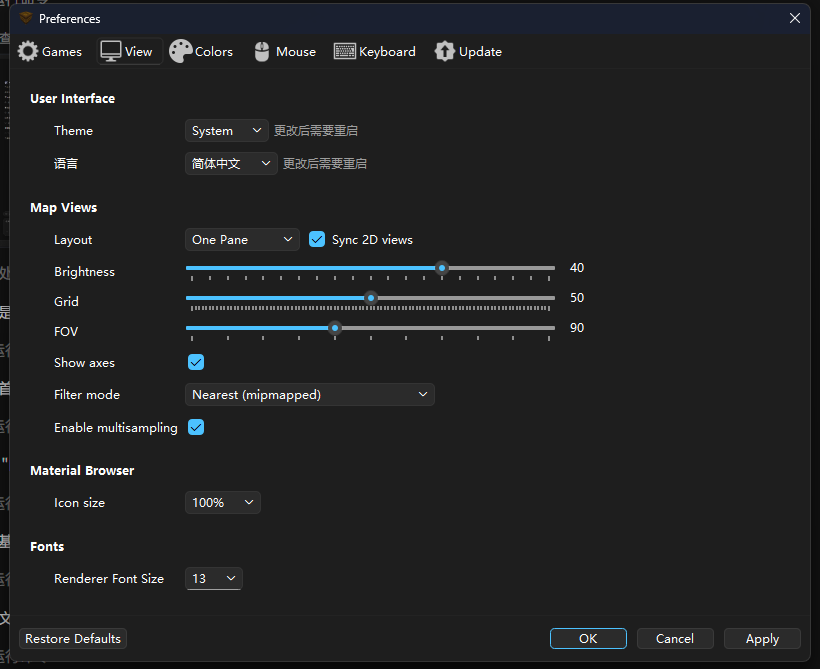 Preferences
Games View Colors Mouse Keyboard Update
User Interface
Theme System 更改后需要重启
语言 简体中文 更改后需要重启
Map Views
Layout One Pane Sync 2D views
Brightness 40
Grid 50
FOV 90
Show axes
Filter mode Nearest (mipmapped)
Enable multisampling
Material Browser
Icon size 100%
Fonts
Renderer Font Size 13
Restore Defaults OK Cancel Apply